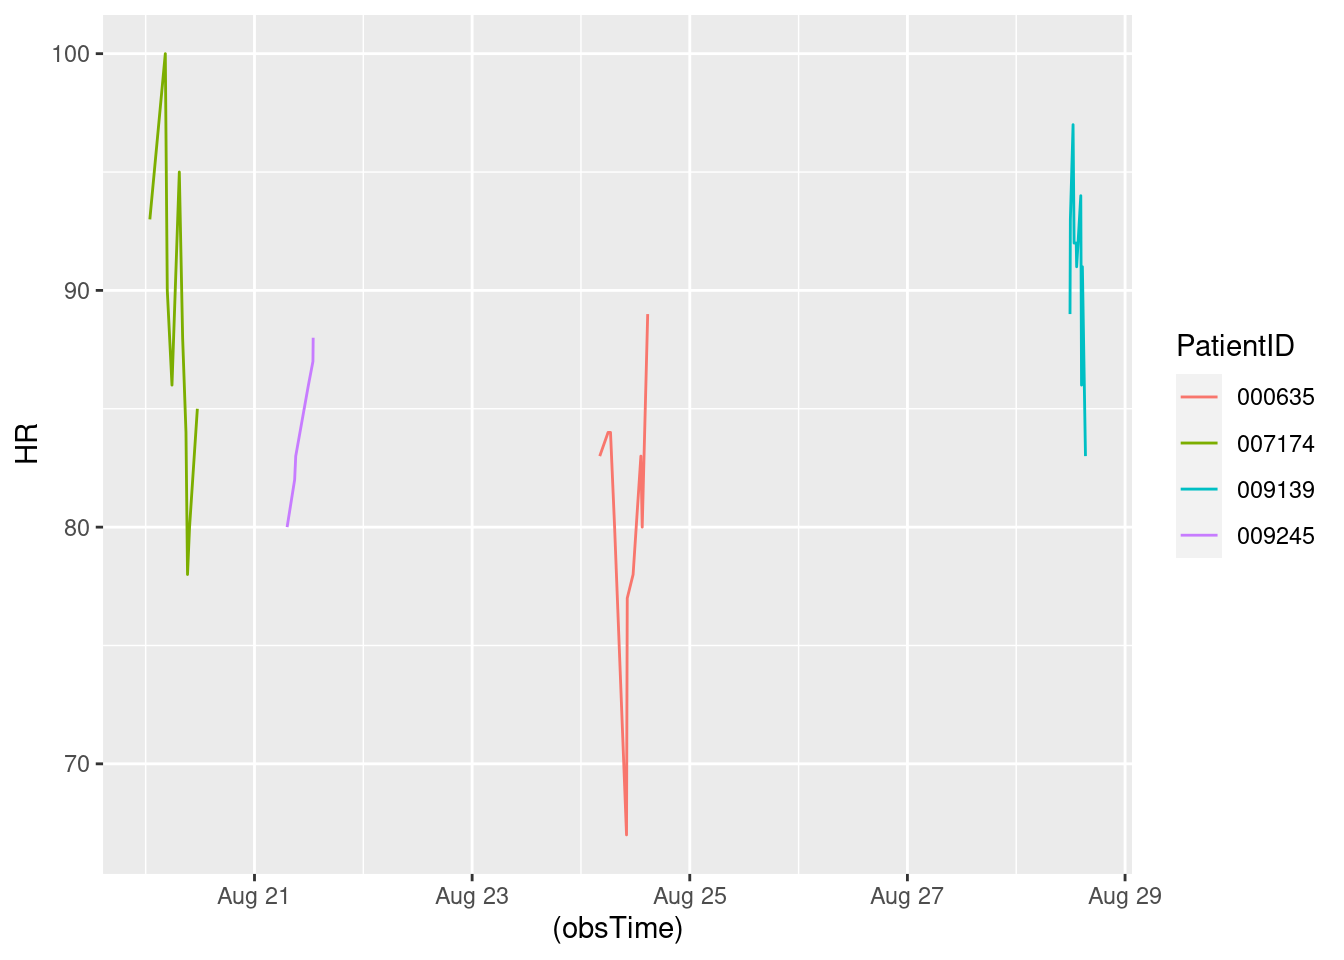 100
90
80
70
HR
Aug 21
Aug 23
Aug 25
Aug 27
Aug 29
(obsTime)
PatientID
000635
007174
009139
009245